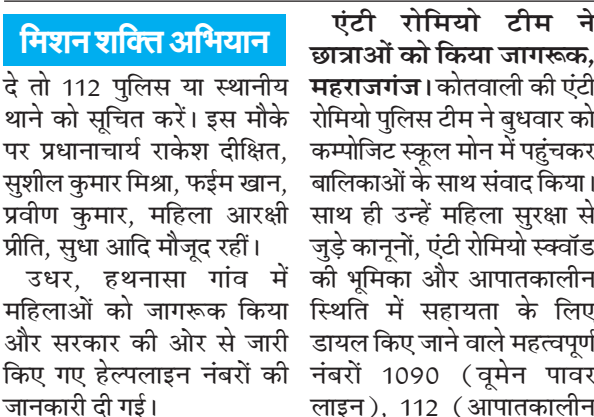 मिशन शक्ति अभियान
दे तो 112 पुलिस या स्थानीय
थाने को सूचित करें। इस मौके
पर प्रधानाचार्य राकेश दीक्षित,
सुशील कुमार मिश्रा, फईम खान,
प्रवीण कुमार, महिला आरक्षी
प्रीति, सुधा आदि मौजूद रहीं।
उधर, हथनासा गांव में
महिलाओं को जागरूक किया
और सरकार की ओर से जारी
किए गए हेल्पलाइन नंबरों की
जानकारी दी गई।
एंटी रोमियो टीम ने
छात्राओं को किया जागरूक,
महराजगंज। कोतवाली की एंटी
रोमियो पुलिस टीम ने बुधवार को
कम्पोजिट स्कूल मोन में पहुंचकर
बालिकाओं के साथ संवाद किया।
साथ ही उन्हें महिला सुरक्षा से
जुड़े कानूनों, एंटी रोमियो स्क्वॉड
की भूमिका और आपातकालीन
स्थिति में सहायता के लिए
डायल किए जाने वाले महत्वपूर्ण
नंबरों 1090 (वूमेन पावर
लाइन), 112 (आपातकालीन